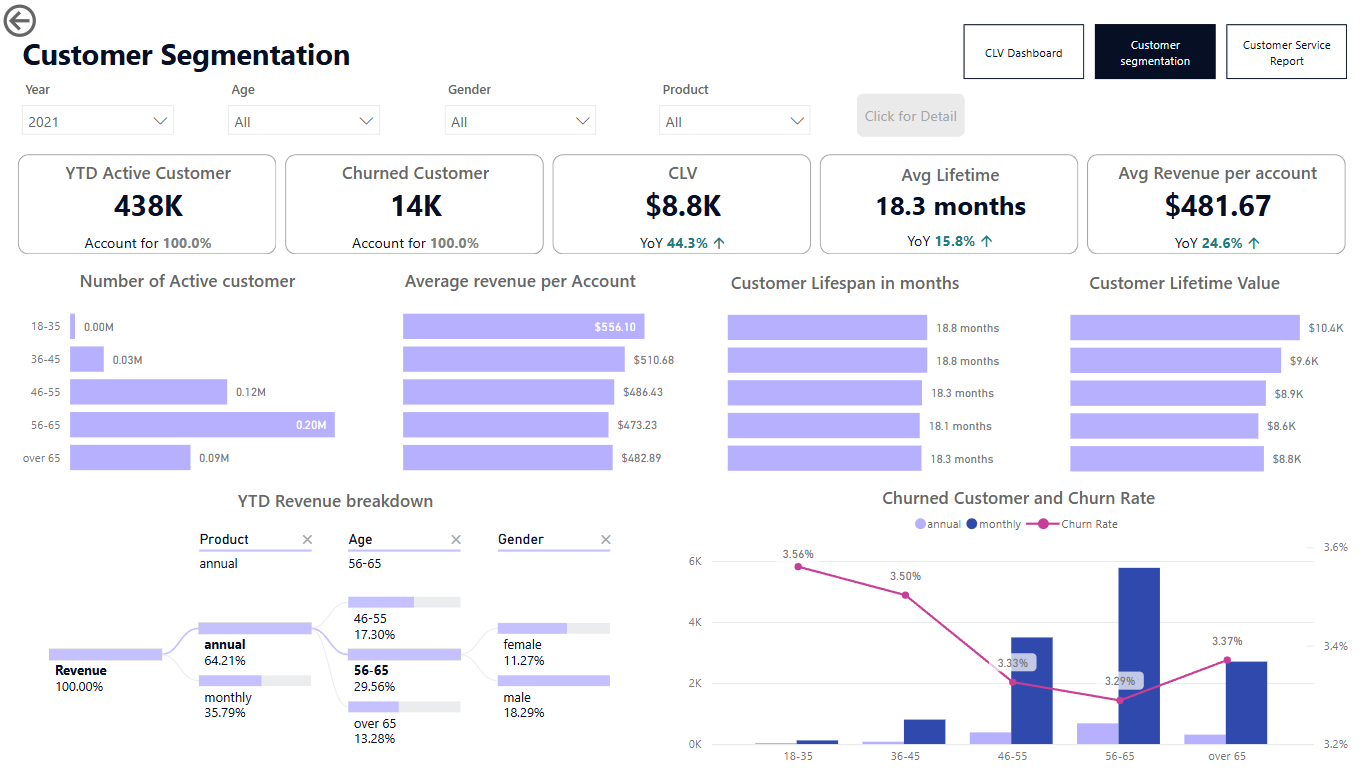 Customer Segmentation
CLV Dashboard
Customer
segmentation
Customer Service
Report
Year
Age
Gender
Product
2021
All
All
All
Click for Detail
YTD Active Customer
438K
Account for 100.0%
Churned Customer
14K
Account for 100.0%
CLV
$8.8K
YoY 44.3% ↑
Avg Lifetime
18.3 months
YoY 15.8% ↑
Avg Revenue per account
$481.67
YoY 24.6% ↑
Number of Active customer
18-35
0.00M
36-45
0.03M
46-55
0.12M
56-65
0.20M
over 65
0.09M
Average revenue per Account
$556.10
$510.68
$486.43
$473.23
$482.89
Customer Lifespan in months
18.8 months
18.8 months
18.3 months
18.1 months
18.3 months
Customer Lifetime Value
$10.4K
$9.6K
$8.9K
$8.6K
$8.8K
YTD Revenue breakdown
Product
annual
Age
56-65
Gender
Revenue
100.00%
annual
64.21%
monthly
35.79%
46-55
17.30%
56-65
29.56%
over 65
13.28%
female
11.27%
male
18.29%
Churned Customer and Churn Rate
annual
monthly
Churn Rate
6K
4K
2K
0K
3.56%
3.50%
3.33%
3.29%
3.37%
3.6%
3.4%
3.2%
18-35
36-45
46-55
56-65
over 65